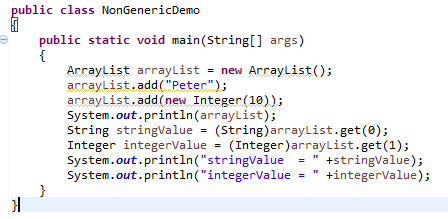 public class NonGenericDemo
{
public static void main(String[] args)
{
ArrayList arrayList = new ArrayList();
arrayList.add("Peter");
arrayList.add(new Integer(10));
System.out.println(arrayList);
String stringValue = (String)arrayList.get(0);
Integer integerValue = (Integer)arrayList.get(1);
System.out.println("stringValue  = " +stringValue);
System.out.println("integerValue = " +integerValue);
}
}